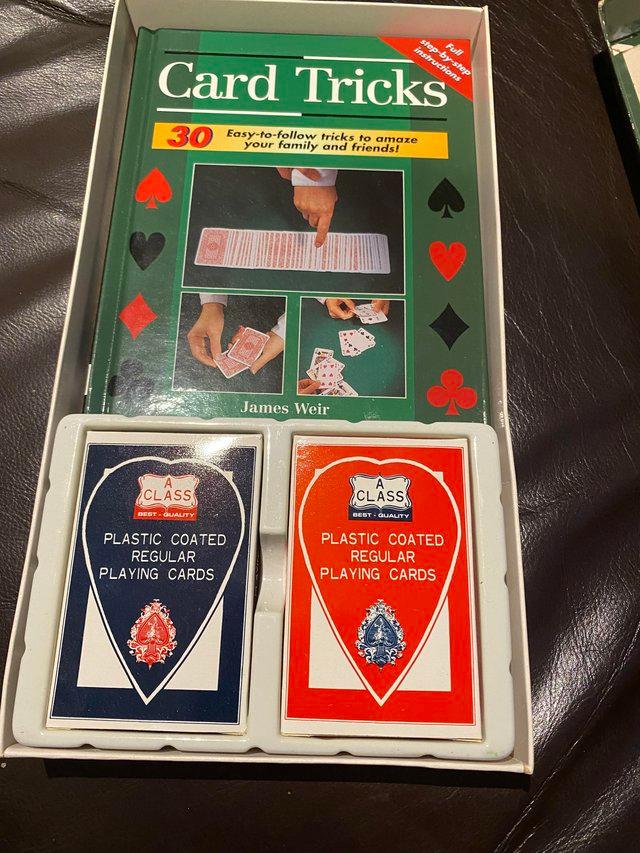 Full
step-by-step
instructions
Card Tricks
30 Easy-to-follow tricks to amaze
your family and friends!
James Weir
A
CLASS
BEST - QUALITY
PLASTIC COATED
REGULAR
PLAYING CARDS
A
CLASS
BEST - QUALITY
PLASTIC COATED
REGULAR
PLAYING CARDS